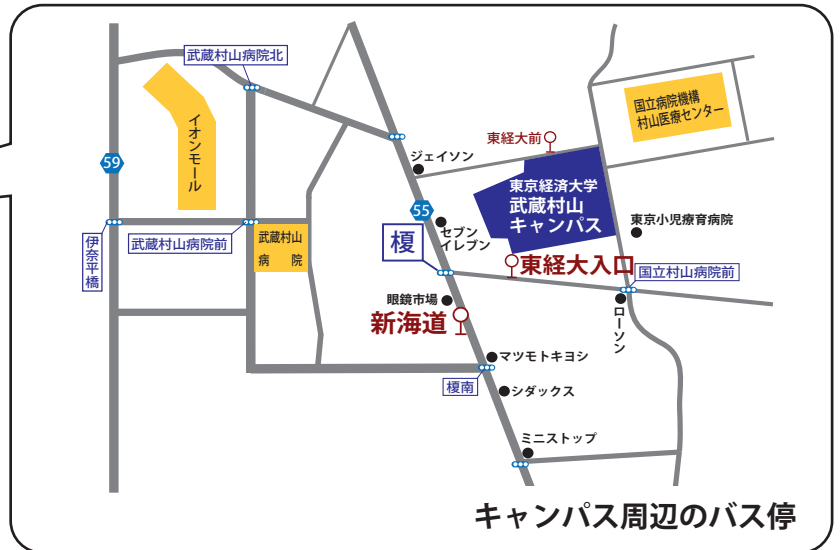 武蔵村山病院北
イオンモール
59
国立病院機構
村山医療センター
東経大前
ジェイソン
東京経済大学
武蔵村山
キャンパス
55
セブン
イレブン
東京小児療育病院
伊奈平橋
武蔵村山病院前
武蔵村山
病 院
榎
東経大入口
国立村山病院前
眼鏡市場
新海道
ローソン
マツモトキヨシ
榎南
シダックス
ミニストップ
キャンパス周辺のバス停